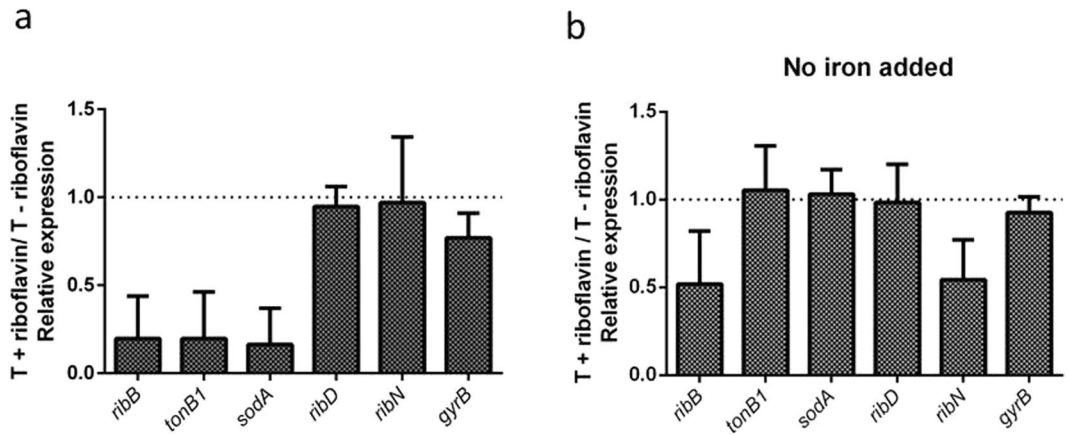 a
T + riboflavin/ T - riboflavin
Relative expression
1.5
1.0
0.5
0.0
ribB
tonB1
sodA
ribD
ribN
gyrB
b
No iron added
T + riboflavin / T - riboflavin
Relative expression
1.5
1.0
0.5
0.0
ribB
tonB1
sodA
ribD
ribN
gyrB